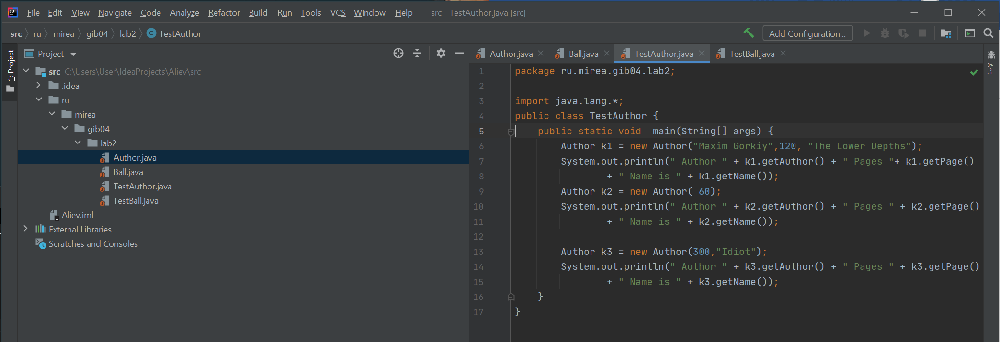 IJ File Edit View Navigate Code Analyze Refactor Build Run Tools VCS Window Help src - TestAuthor.java [src]
src ru mirea gib04 lab2 C TestAuthor Add Configuration...
1: Project
Project
src C:\Users\User\IdeaProjects\Aliev\src
.idea
ru
mirea
gib04
lab2
Author.java
Ball.java
TestAuthor.java
TestBall.java
Aliev.iml
External Libraries
Scratches and Consoles
Author.java Ball.java TestAuthor.java TestBall.java
1 package ru.mirea.gib04.lab2;
2
3 import java.lang.*;
4 public class TestAuthor {
5 public static void  main(String[] args) {
6 Author k1 = new Author("Maxim Gorkiy",120, "The Lower Depths");
7 System.out.println(" Author " + k1.getAuthor() + " Pages "+ k1.getPage()
8 + " Name is " + k1.getName());
9 Author k2 = new Author( 60);
10 System.out.println(" Author " + k2.getAuthor() + " Pages " + k2.getPage()
11 + " Name is " + k2.getName());
12
13 Author k3 = new Author(300,"Idiot");
14 System.out.println(" Author " + k3.getAuthor() + " Pages " + k3.getPage()
15 + " Name is " + k3.getName());
16 }
17 }
Ant